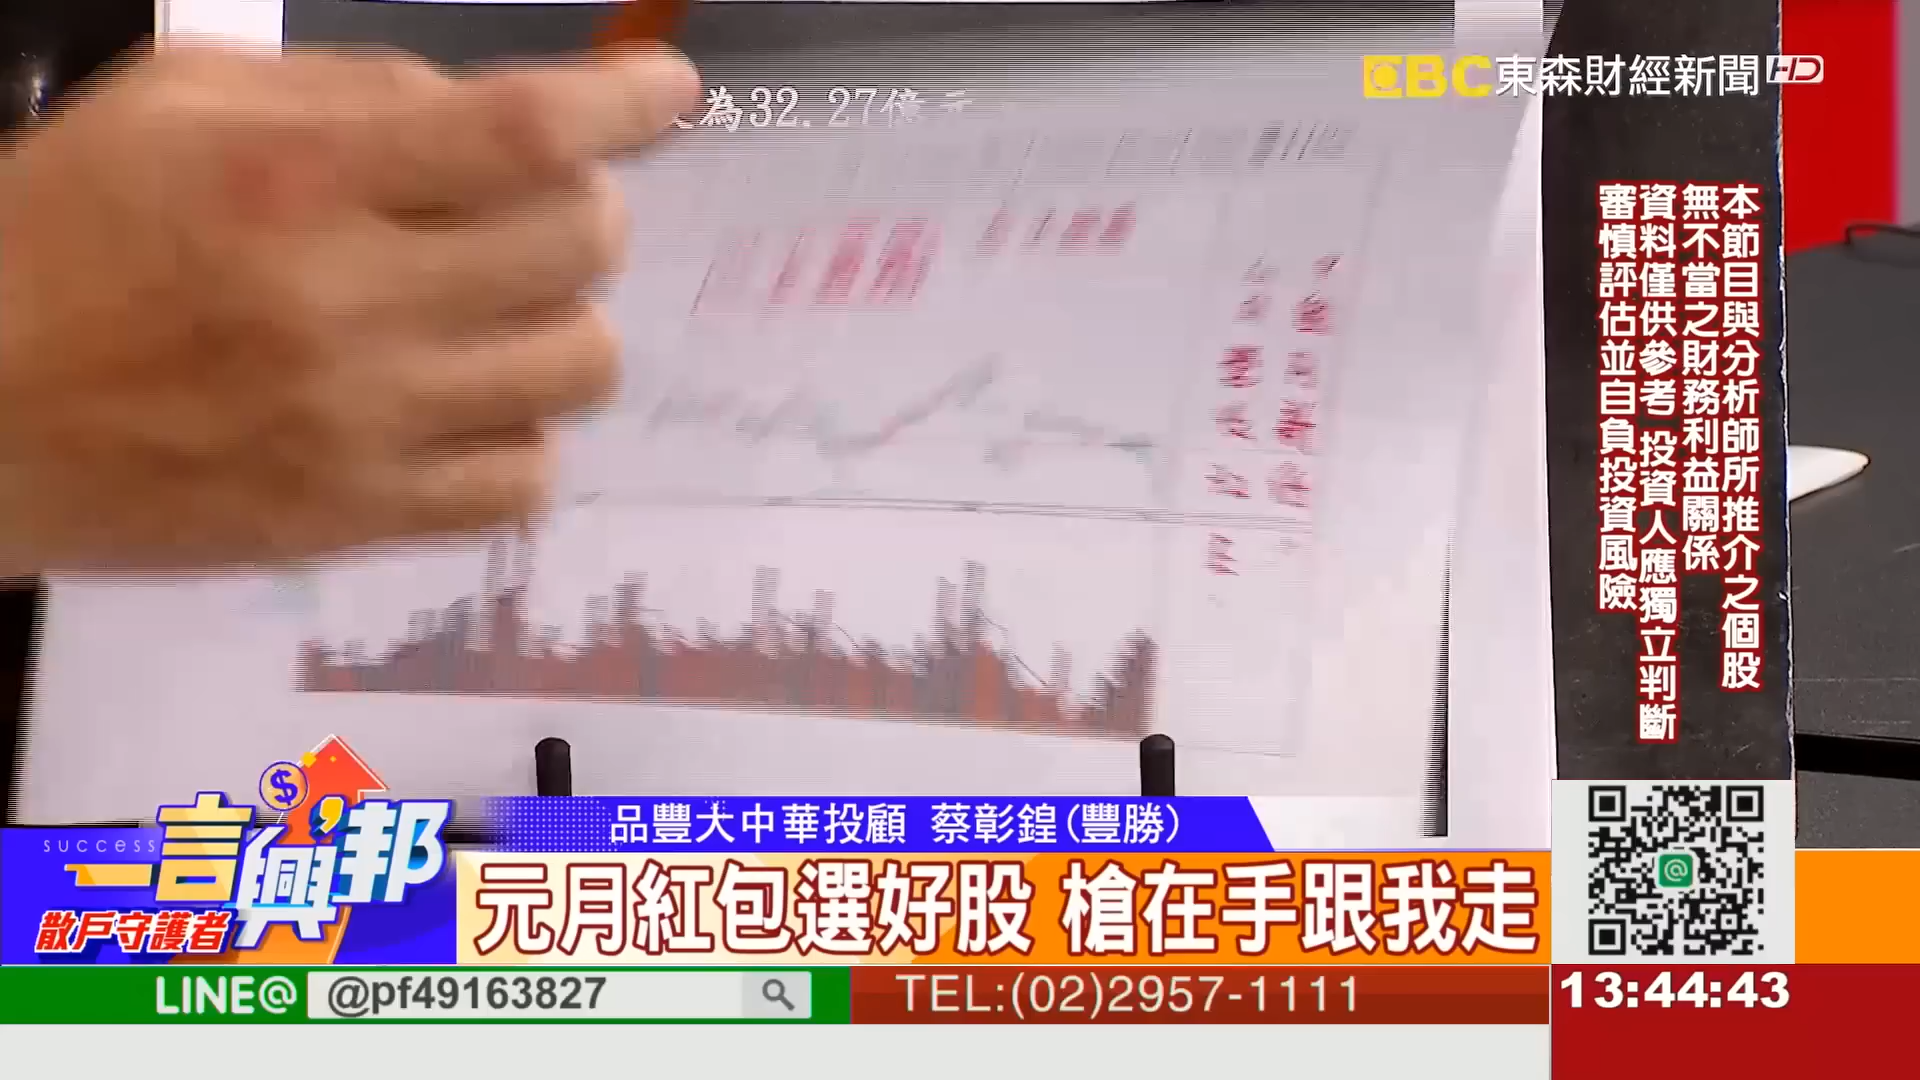 為32.27億元
EBC東森財經新聞HD
本節目與分析師所推介之個股
無不當之財務利益關係
資料僅供參考 投資人應獨立判斷
審慎評估並自負投資風險
success
一言興邦
散戶守護者
品豐大中華投顧 蔡彰鍠(豐勝)
元月紅包選好股 槍在手跟我走
LINE@ @pf49163827
TEL:(02)2957-1111
13:44:43